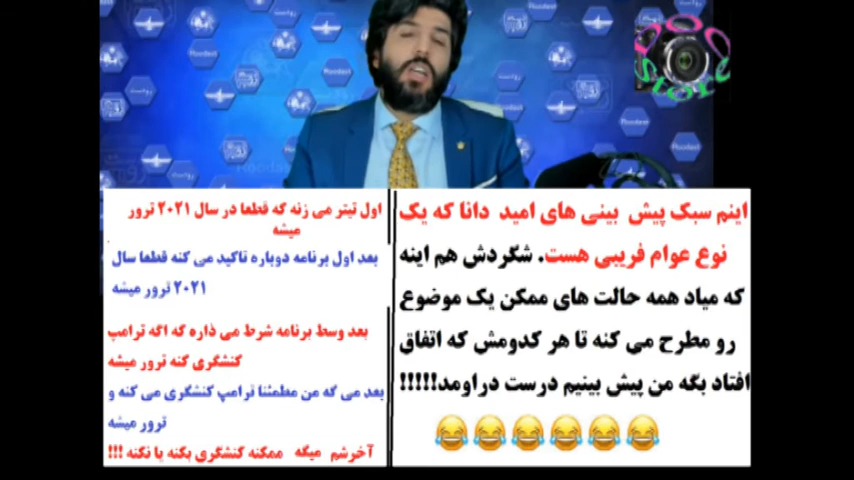 Roodast
رودست
Store
اینم سبک پیش بینی های امید دانا که یک
نوع عوام فریبی هست. شگردش هم اینه
که میاد همه حالت های ممکن یک موضوع
رو مطرح می کنه تا هر کدومش که اتفاق
افتاد بگه من پیش بینیم درست دراومد!!!!!
اول تیتر می زنه که قطعا در سال ۲۰۲۱ ترور
میشه
بعد اول برنامه دوباره تاکید می کنه قطعا سال
۲۰۲۱ ترور میشه
بعد وسط برنامه شرط می ذاره که اگه ترامپ
کنشگری کنه ترور میشه
بعد می گه من مطمئنا ترامپ کنشگری می کنه و
ترور میشه
آخرشم میگه ممکنه کنشگری بکنه یا نکنه !!!